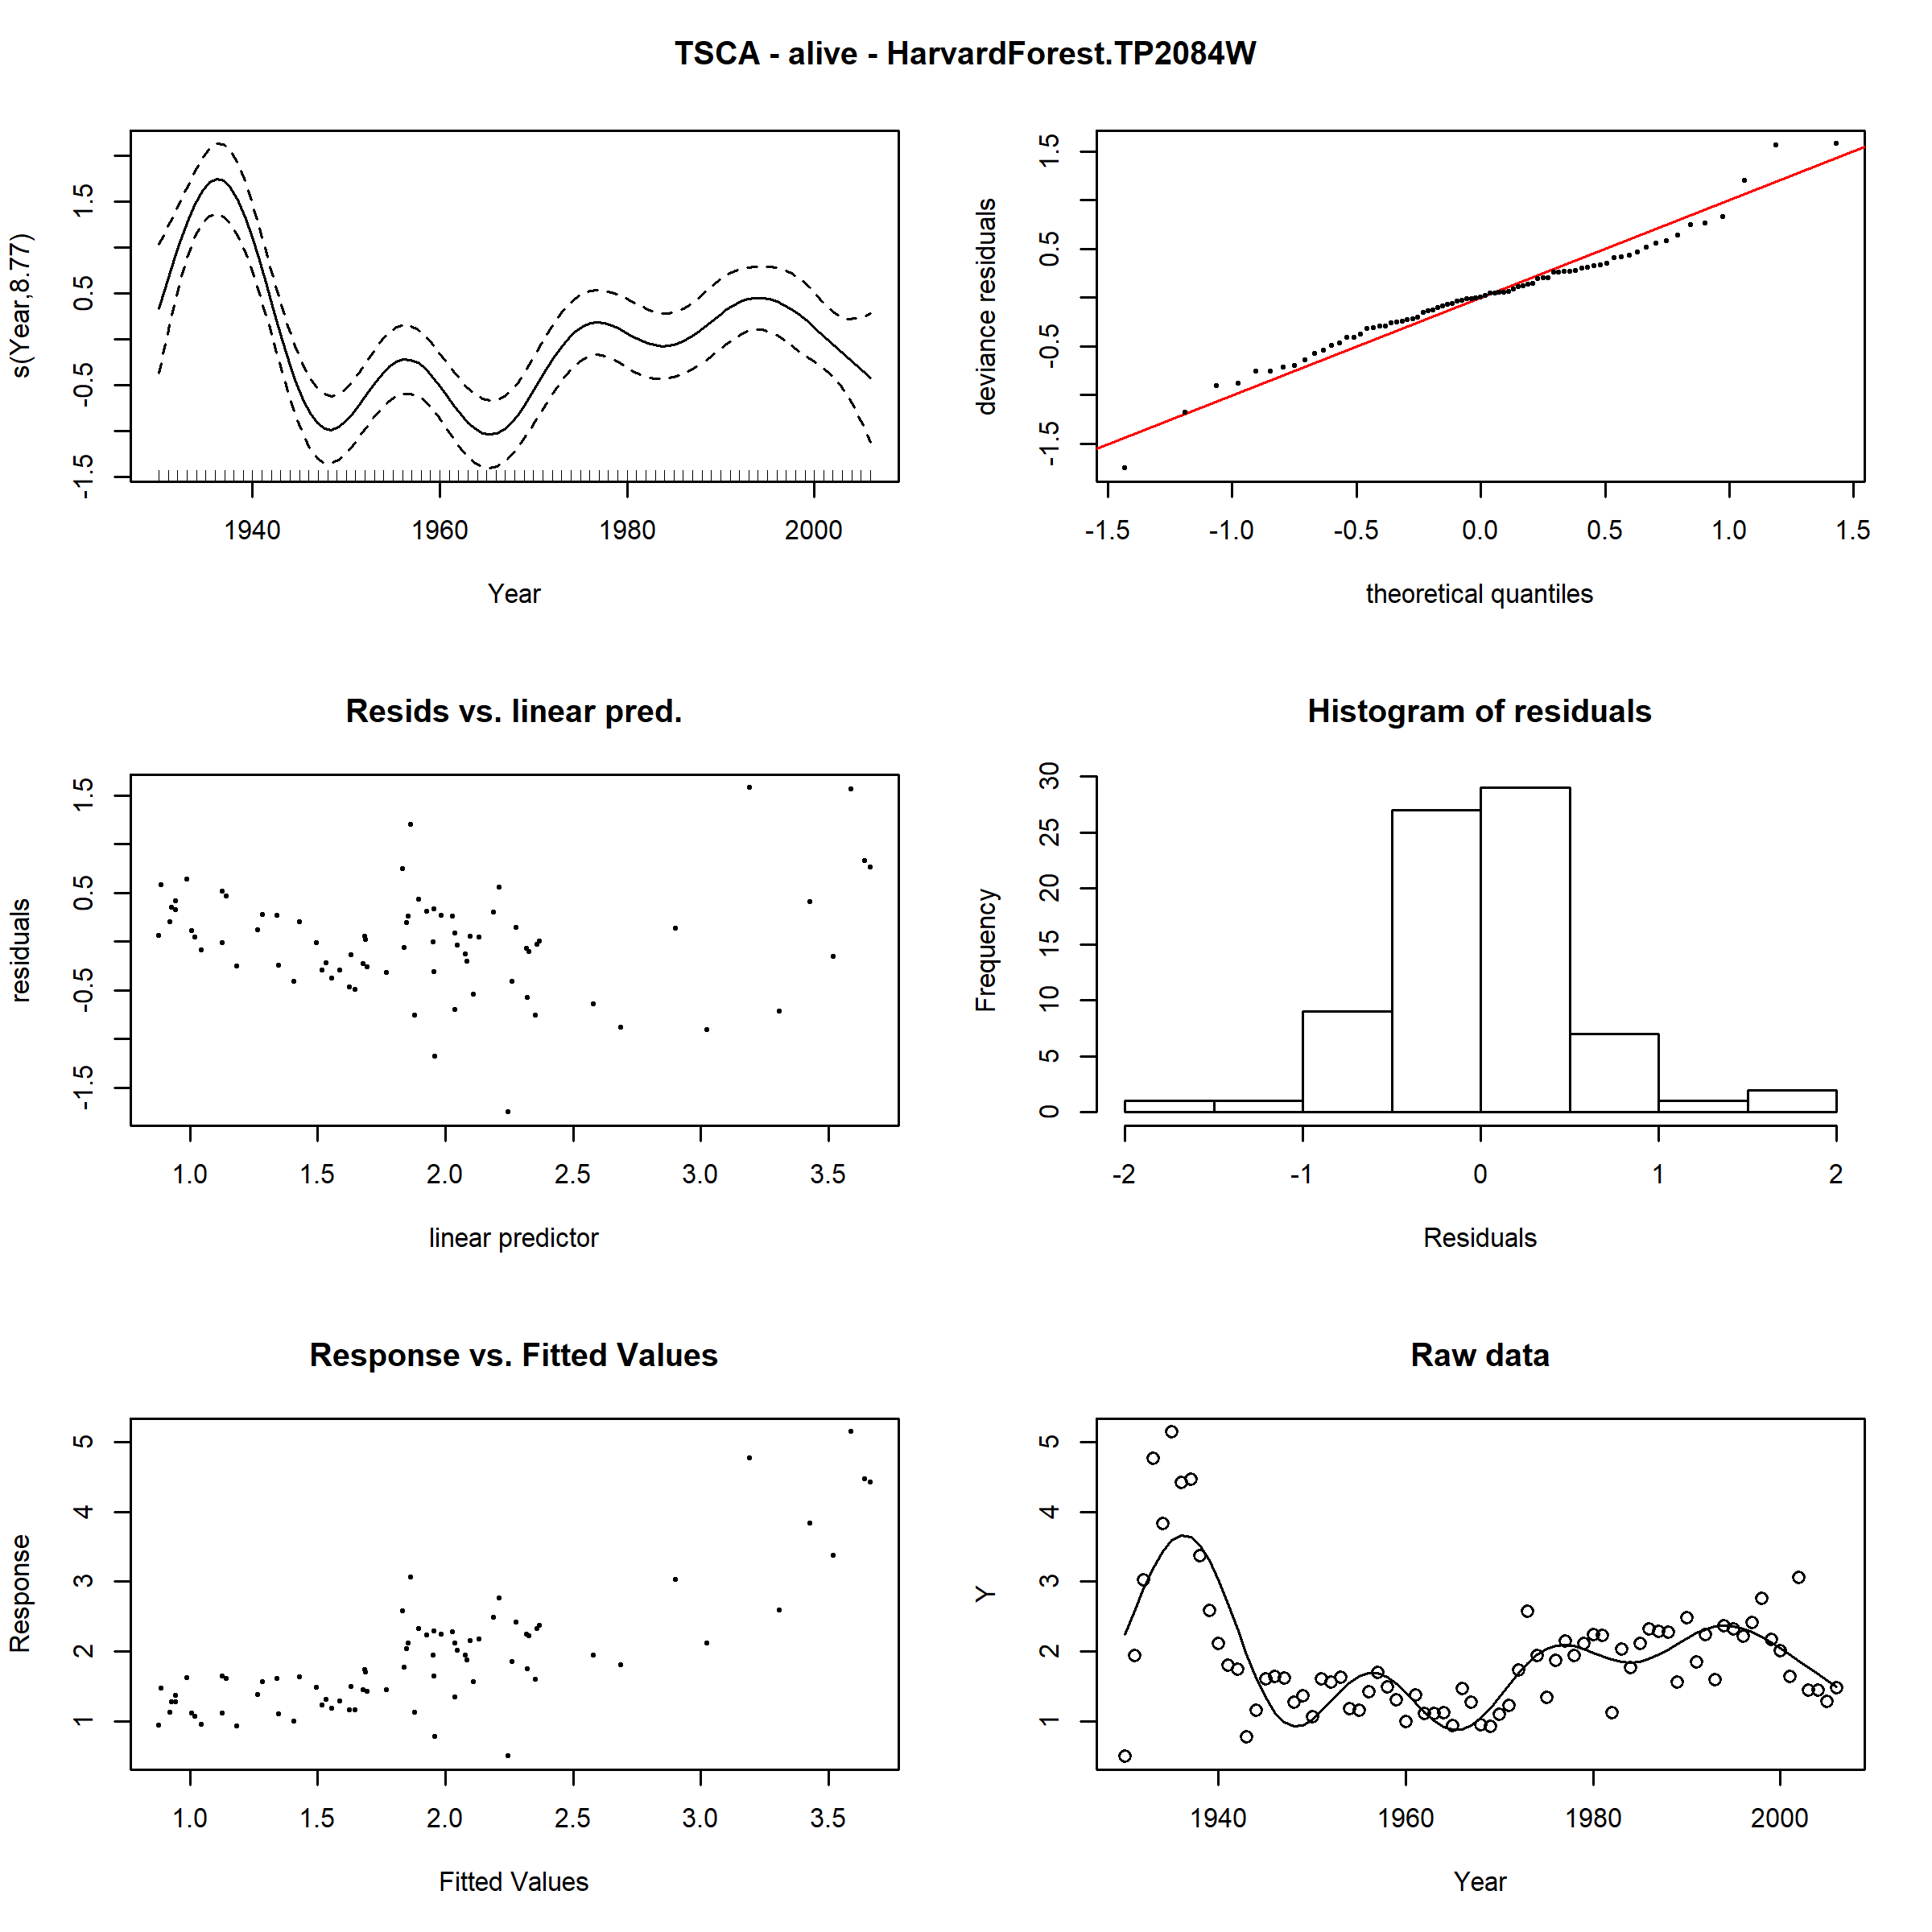 TSCA - alive - HarvardForest.TP2084W
s(Year,8.77)
-1.5 -0.5 0.5 1.5
1940 1960 1980 2000
Year
deviance residuals
-1.5 -0.5 0.5 1.5
-1.5 -1.0 -0.5 0.0 0.5 1.0 1.5
theoretical quantiles
Resids vs. linear pred.
residuals
-1.5 -0.5 0.5 1.5
1.0 1.5 2.0 2.5 3.0 3.5
linear predictor
Histogram of residuals
Frequency
0 5 10 15 20 25 30
-2 -1 0 1 2
Residuals
Response vs. Fitted Values
Response
1 2 3 4 5
1.0 1.5 2.0 2.5 3.0 3.5
Fitted Values
Raw data
Y
1 2 3 4 5
1940 1960 1980 2000
Year